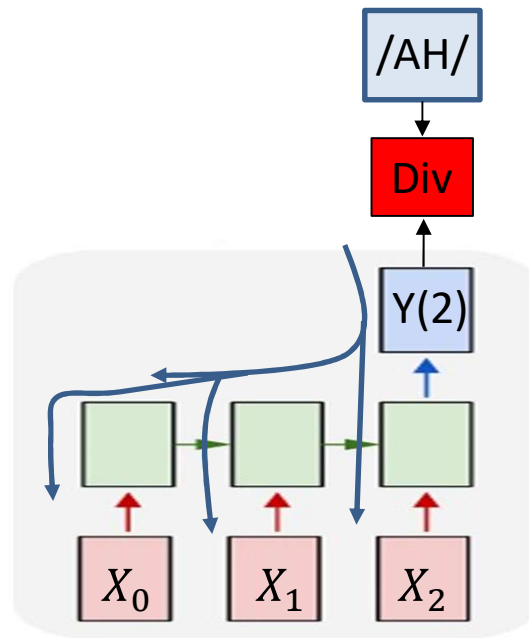 /AH/
Div
Y(2)
X₀ X₁ X₂